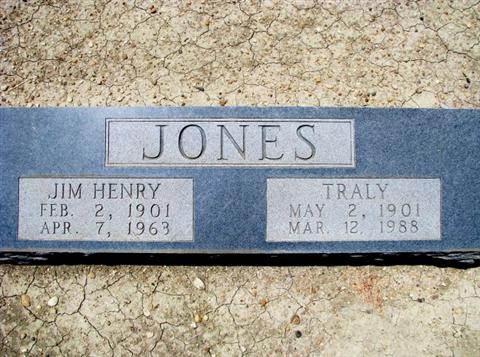 JONES
JIM HENRY
FEB. 2, 1901
APR. 7, 1963
TRALY
MAY 2, 1901
MAR. 12, 1988